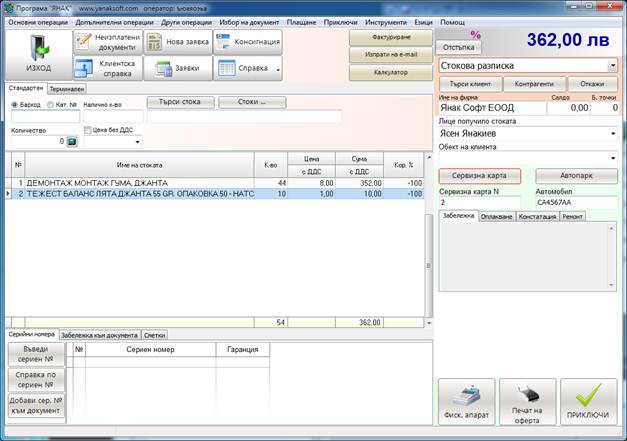 Програма "ЯНАК" www.yanaksoft.com оператор: ъювяюзьа
Основни операции Допълнителни операции Други операции Избор на документ Плащане Приключи Инструменти Езици Помощ
ИЗХОД
Неизплатени документи
Нова заявка
Консигнация
Клиентска справка
Заявки
Справка
Фактуриране
Изпрати на e-mail
Калкулатор
%
Отстъпка
362,00 лв
Стандартен Терминален
Баркод Кат. № Налично к-во
Търси стока
Стоки ...
Количество
Цена без ДДС
0
Стокова разписка
Търси клиент Контрагенти Откажи
Име на фирма Салдо Б. точки
Янак Софт ЕООД 0,00 0
Лице получило стоката
Ясен Янакиев
Обект на клиента
Сервизна карта Автопарк
Сервизна карта N Автомобил
2 СА4567АА
Забележка Оплакване Констатация Ремонт
№ Име на стоката К-во Цена Сума Кор. %
с ДДС с ДДС
1 ДЕМОНТАЖ МОНТАЖ ГУМА, ДЖАНТА 44 8,00 352,00 -100
2 ТЕЖЕСТ БАЛАНС ЛЯТА ДЖАНТА 55 GR. ОПАКОВКА 50 - НАТС 10 1,00 10,00 -100
54 362,00
Серийни номера Забележка към документа Сметки
Въведи сериен №
Справка по сериен №
Добави сер. № към документ
№ Сериен номер Гаранция
Фиск. апарат
Печат на оферта
ПРИКЛЮЧИ